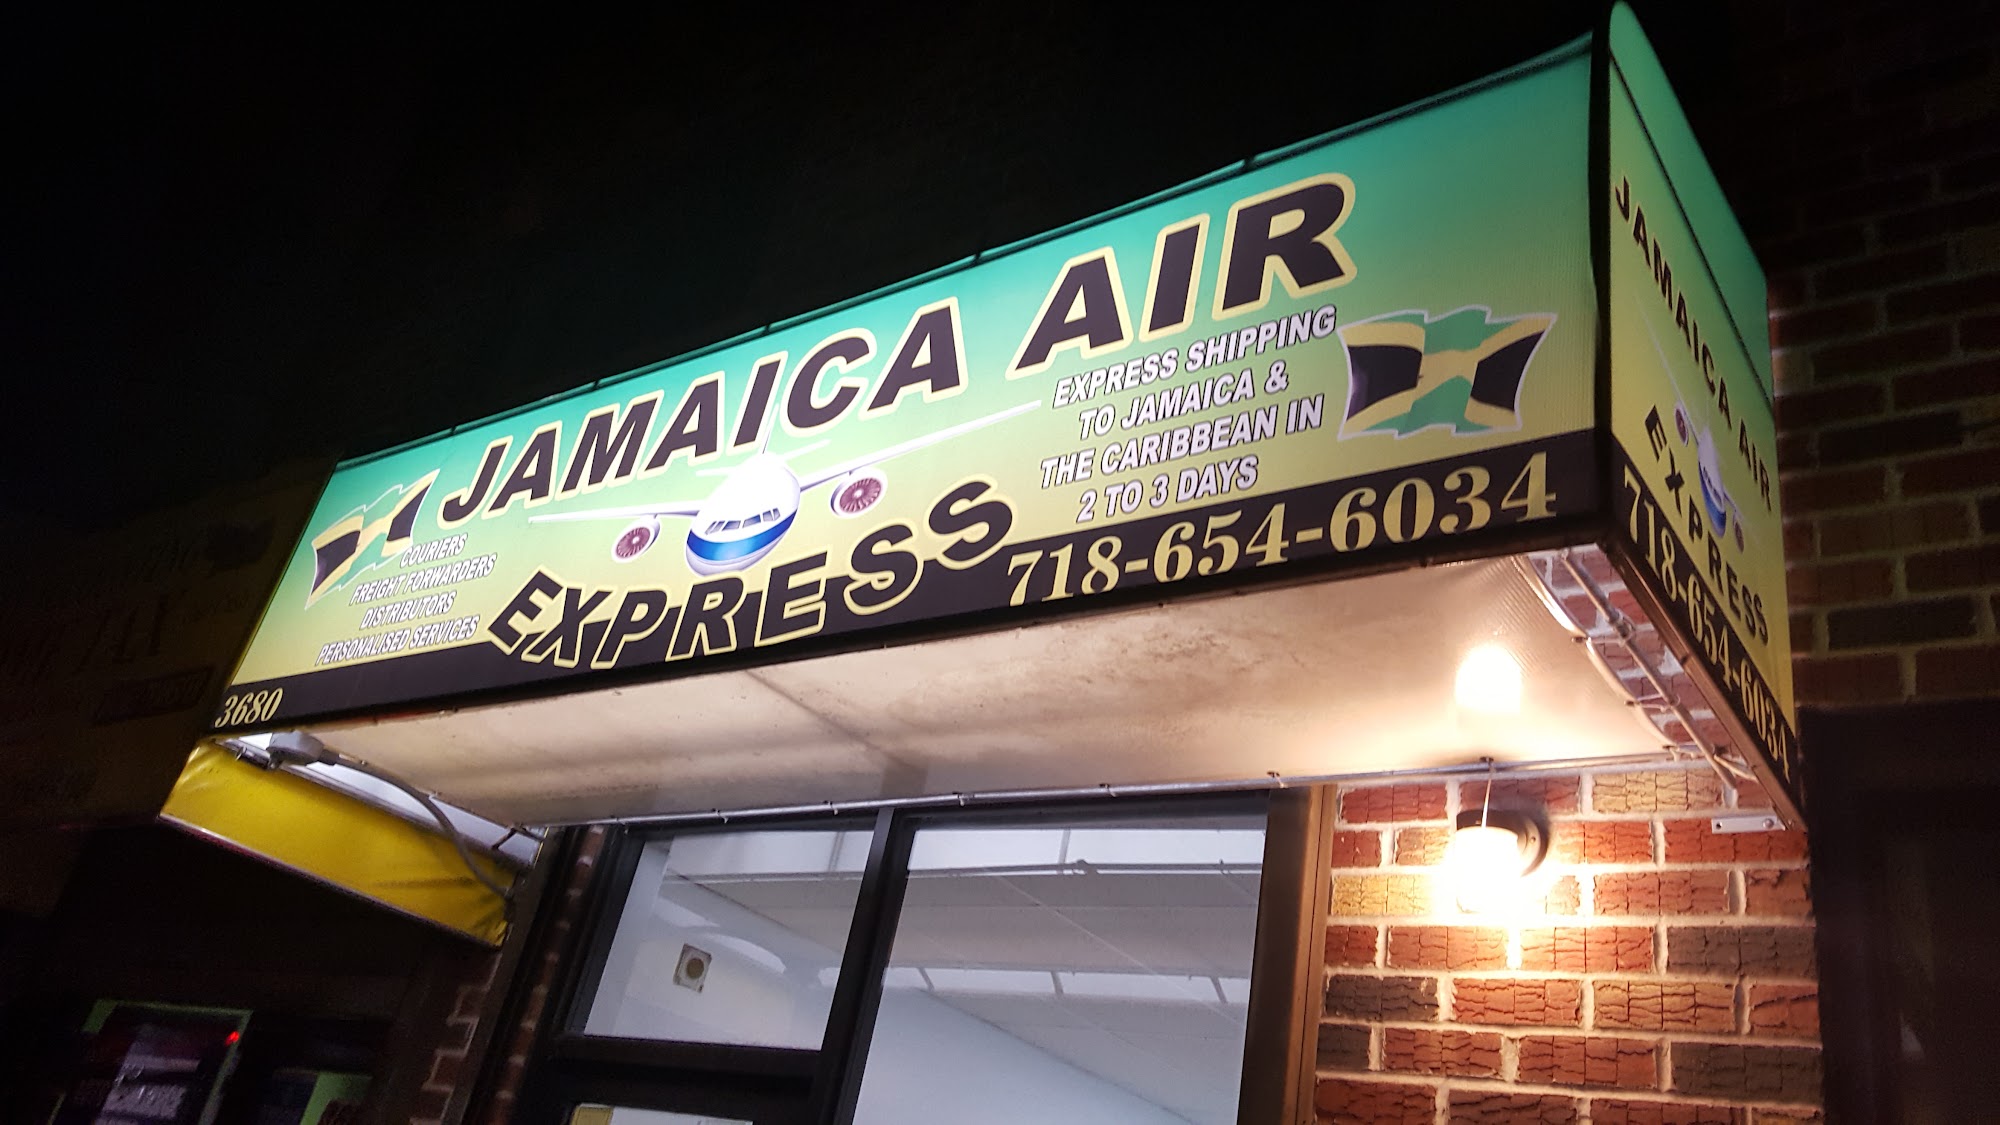 JAMAICA AIR
EXPRESS
COURIERS
FREIGHT FORWARDERS
DISTRIBUTORS
PERSONALISED SERVICES
EXPRESS SHIPPING
TO JAMAICA &
THE CARIBBEAN IN
2 TO 3 DAYS
718-654-6034
3680
JAMAICA AIR
EXPRESS
718-654-6034